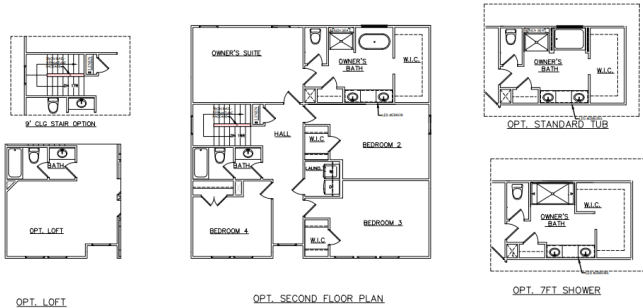 9' CLG STAIR OPTION
BATH
OPT. LOFT
OPT. LOFT
OWNER'S SUITE
OWNER'S
BATH
W.I.C.
HALL
W.I.C
BEDROOM 2
BATH
LAUND.
BEDROOM 4
BEDROOM 3
W.I.C
OPT. SECOND FLOOR PLAN
OWNER'S
BATH
W.I.C.
OPT. STANDARD TUB
W.I.C.
OWNER'S
BATH
OPT. 7FT SHOWER